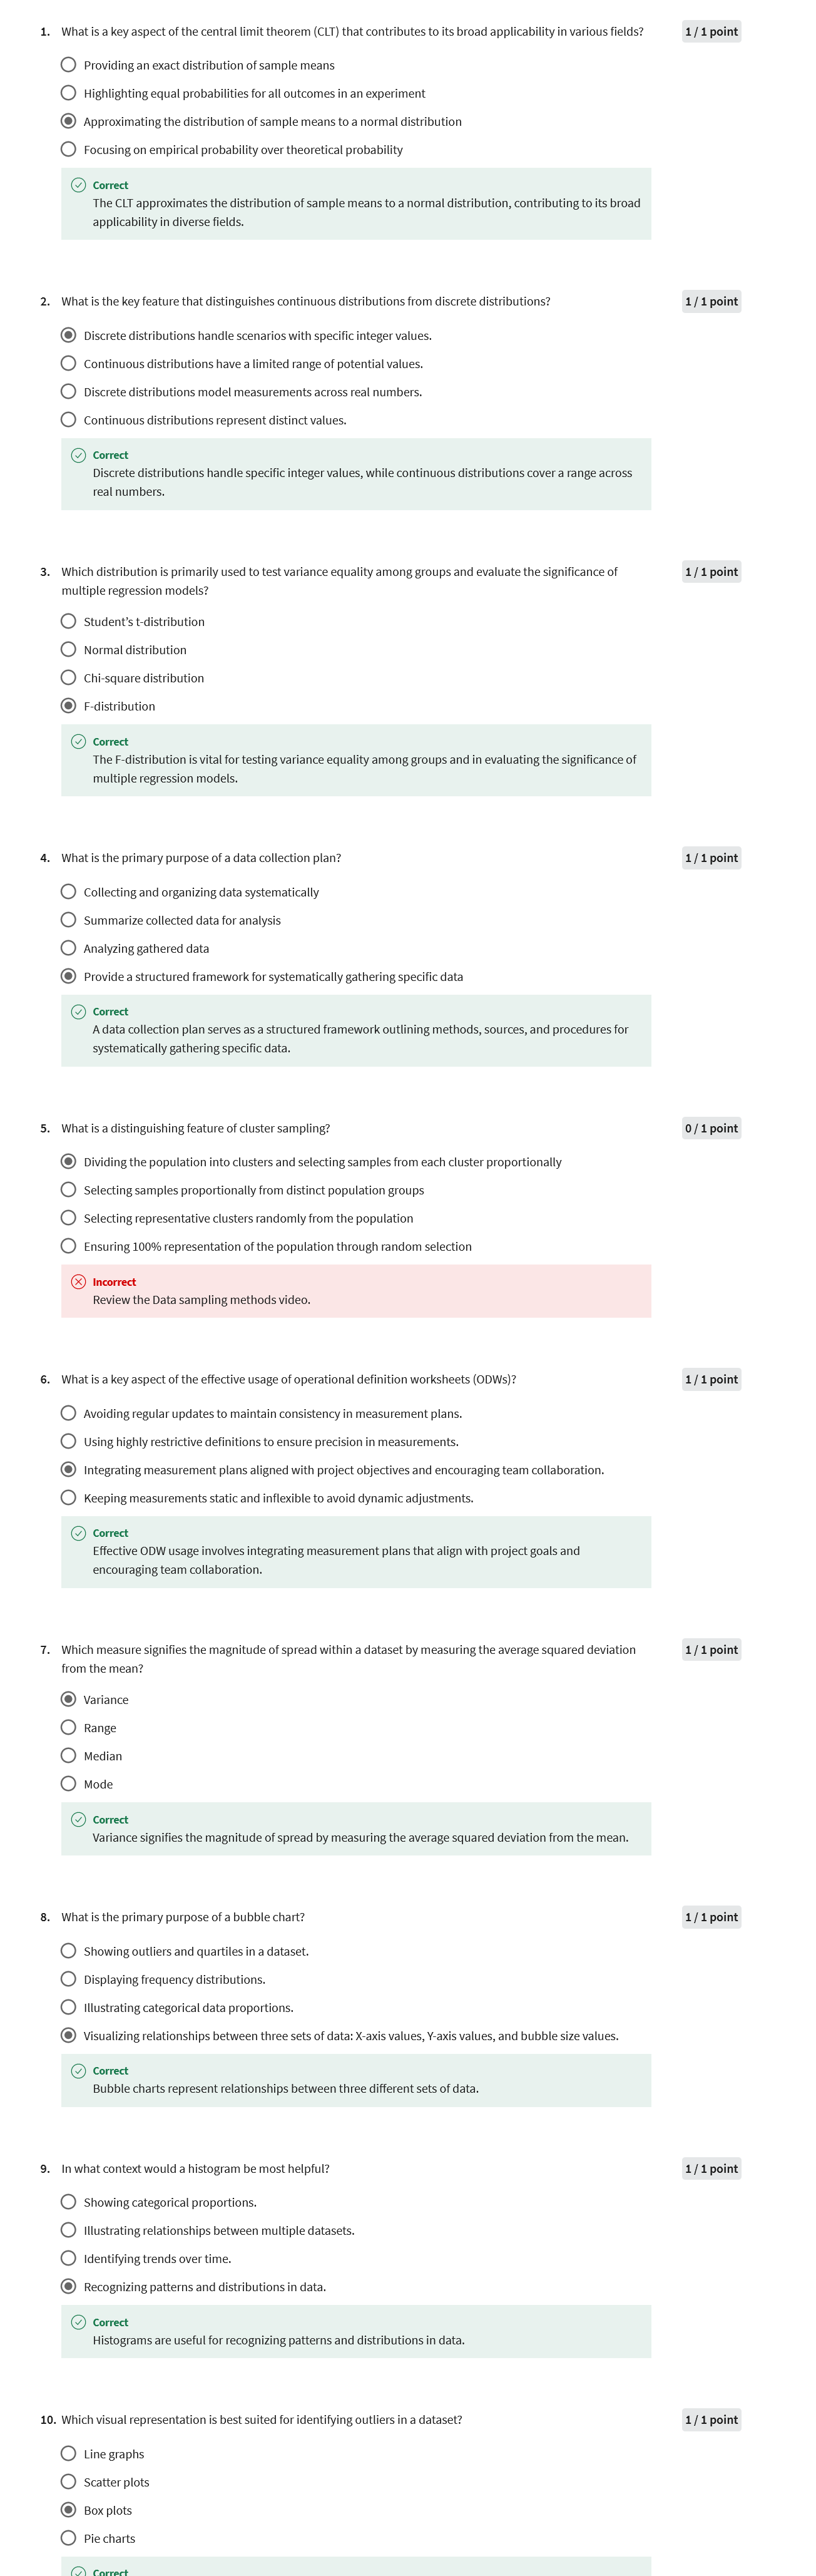 1. What is a key aspect of the central limit theorem (CLT) that contributes to its broad applicability in various fields? 1 / 1 point
Providing an exact distribution of sample means
Highlighting equal probabilities for all outcomes in an experiment
Approximating the distribution of sample means to a normal distribution
Focusing on empirical probability over theoretical probability
Correct
The CLT approximates the distribution of sample means to a normal distribution, contributing to its broad
applicability in diverse fields.
2. What is the key feature that distinguishes continuous distributions from discrete distributions? 1 / 1 point
Discrete distributions handle scenarios with specific integer values.
Continuous distributions have a limited range of potential values.
Discrete distributions model measurements across real numbers.
Continuous distributions represent distinct values.
Correct
Discrete distributions handle specific integer values, while continuous distributions cover a range across
real numbers.
3. Which distribution is primarily used to test variance equality among groups and evaluate the significance of 1 / 1 point
multiple regression models?
Student’s t-distribution
Normal distribution
Chi-square distribution
F-distribution
Correct
The F-distribution is vital for testing variance equality among groups and in evaluating the significance of
multiple regression models.
4. What is the primary purpose of a data collection plan? 1 / 1 point
Collecting and organizing data systematically
Summarize collected data for analysis
Analyzing gathered data
Provide a structured framework for systematically gathering specific data
Correct
A data collection plan serves as a structured framework outlining methods, sources, and procedures for
systematically gathering specific data.
5. What is a distinguishing feature of cluster sampling? 0 / 1 point
Dividing the population into clusters and selecting samples from each cluster proportionally
Selecting samples proportionally from distinct population groups
Selecting representative clusters randomly from the population
Ensuring 100% representation of the population through random selection
Incorrect
Review the Data sampling methods video.
6. What is a key aspect of the effective usage of operational definition worksheets (ODWs)? 1 / 1 point
Avoiding regular updates to maintain consistency in measurement plans.
Using highly restrictive definitions to ensure precision in measurements.
Integrating measurement plans aligned with project objectives and encouraging team collaboration.
Keeping measurements static and inflexible to avoid dynamic adjustments.
Correct
Effective ODW usage involves integrating measurement plans that align with project goals and
encouraging team collaboration.
7. Which measure signifies the magnitude of spread within a dataset by measuring the average squared deviation 1 / 1 point
from the mean?
Variance
Range
Median
Mode
Correct
Variance signifies the magnitude of spread by measuring the average squared deviation from the mean.
8. What is the primary purpose of a bubble chart? 1 / 1 point
Showing outliers and quartiles in a dataset.
Displaying frequency distributions.
Illustrating categorical data proportions.
Visualizing relationships between three sets of data: X-axis values, Y-axis values, and bubble size values.
Correct
Bubble charts represent relationships between three different sets of data.
9. In what context would a histogram be most helpful? 1 / 1 point
Showing categorical proportions.
Illustrating relationships between multiple datasets.
Identifying trends over time.
Recognizing patterns and distributions in data.
Correct
Histograms are useful for recognizing patterns and distributions in data.
10. Which visual representation is best suited for identifying outliers in a dataset? 1 / 1 point
Line graphs
Scatter plots
Box plots
Pie charts
Correct